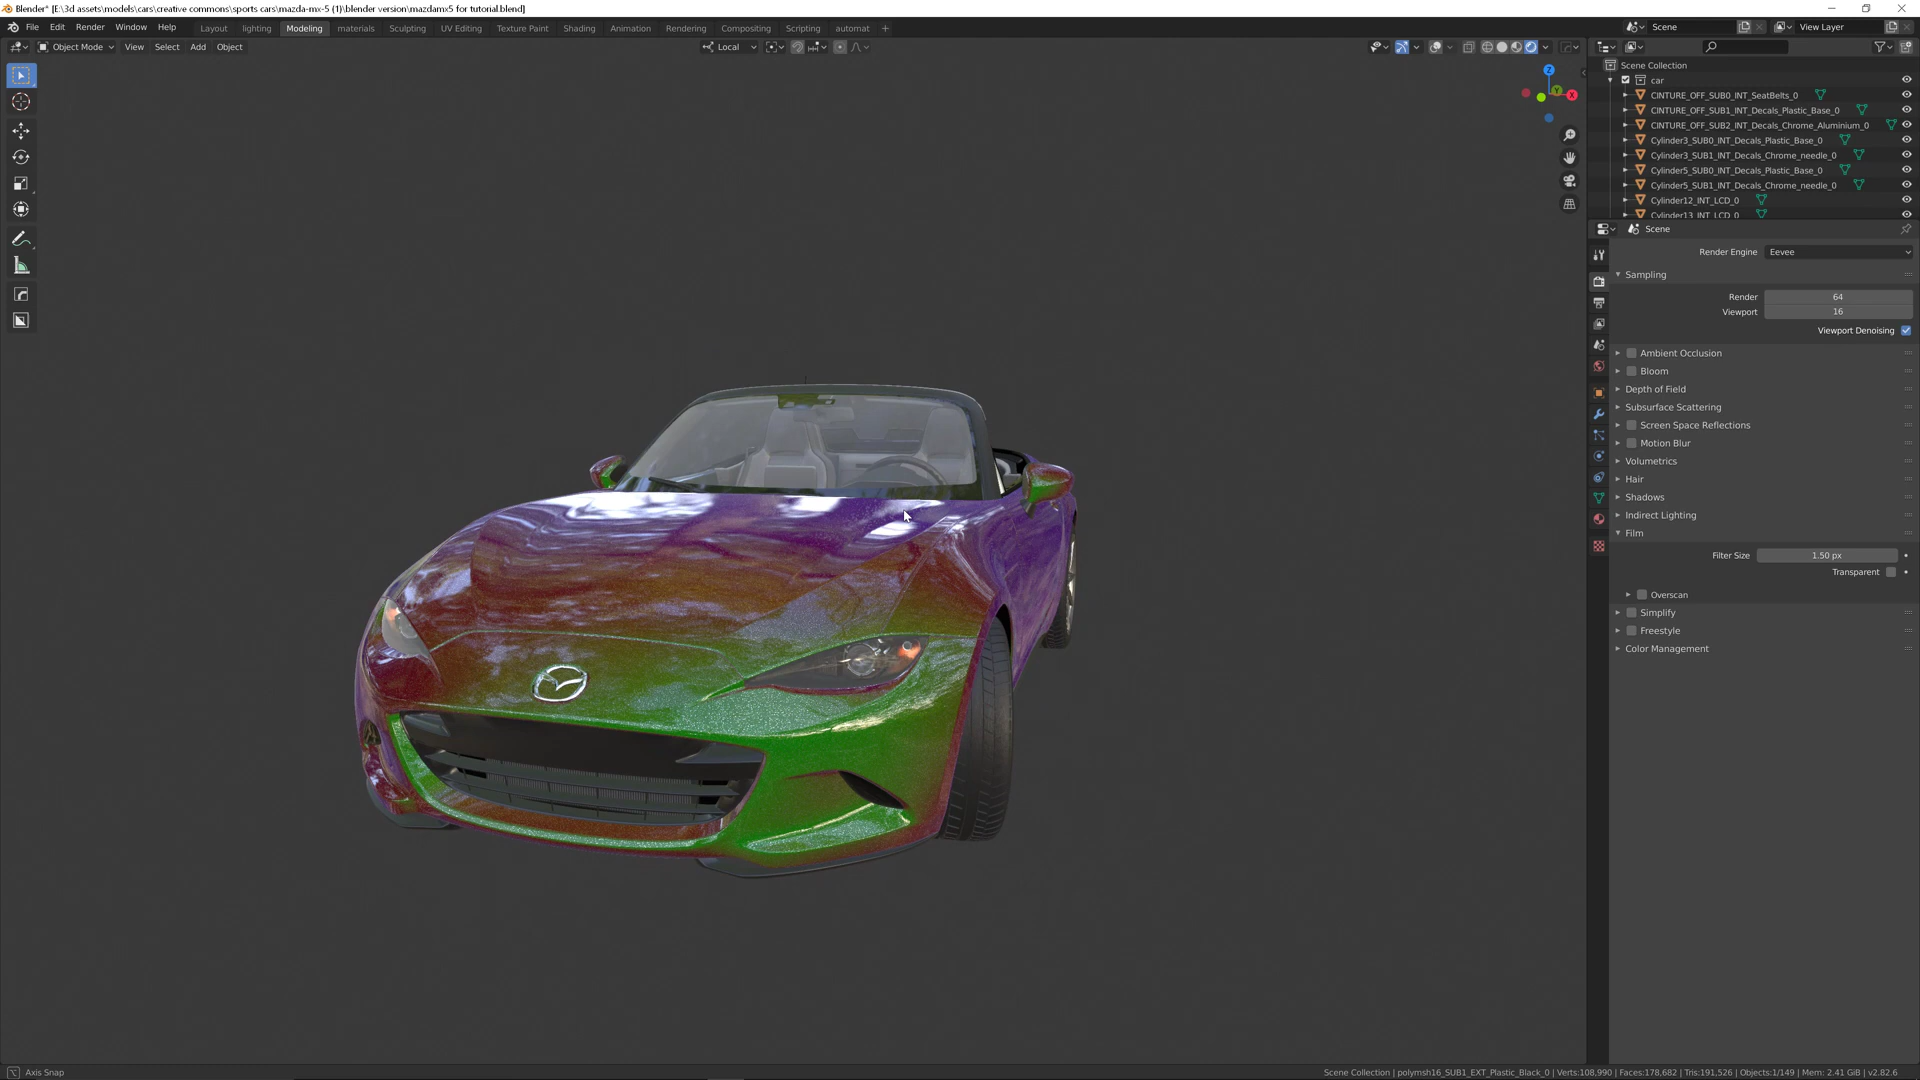 Blender* [E:\3d assets\models\cars\creative commons\sports cars\mazda-mx-5 (1)\blender version\mazdamx5 for tutorial.blend]
File Edit Render Window Help Layout lighting Modeling materials Sculpting UV Editing Texture Paint Shading Animation Rendering Compositing Scripting automat + Scene View Layer
Object Mode View Select Add Object Local
Scene Collection
car
CINTURE_OFF_SUB0_INT_SeatBelts_0
CINTURE_OFF_SUB1_INT_Decals_Plastic_Base_0
CINTURE_OFF_SUB2_INT_Decals_Chrome_Aluminium_0
Cylinder3_SUB0_INT_Decals_Plastic_Base_0
Cylinder3_SUB1_INT_Decals_Chrome_needle_0
Cylinder5_SUB0_INT_Decals_Plastic_Base_0
Cylinder5_SUB1_INT_Decals_Chrome_needle_0
Cylinder12_INT_LCD_0
Cylinder13_INT_LCD_0
Z
Y
X
Scene
Render Engine Eevee
Sampling
Render 64
Viewport 16
Viewport Denoising
Ambient Occlusion
Bloom
Depth of Field
Subsurface Scattering
Screen Space Reflections
Motion Blur
Volumetrics
Hair
Shadows
Indirect Lighting
Film
Filter Size 1.50 px
Transparent
Overscan
Simplify
Freestyle
Color Management
Axis Snap
Scene Collection | polymsh16_SUB1_EXT_Plastic_Black_0 | Verts:108,990 | Faces:178,682 | Tris:191,526 | Objects:1/149 | Mem: 2.41 GiB | v2.82.6